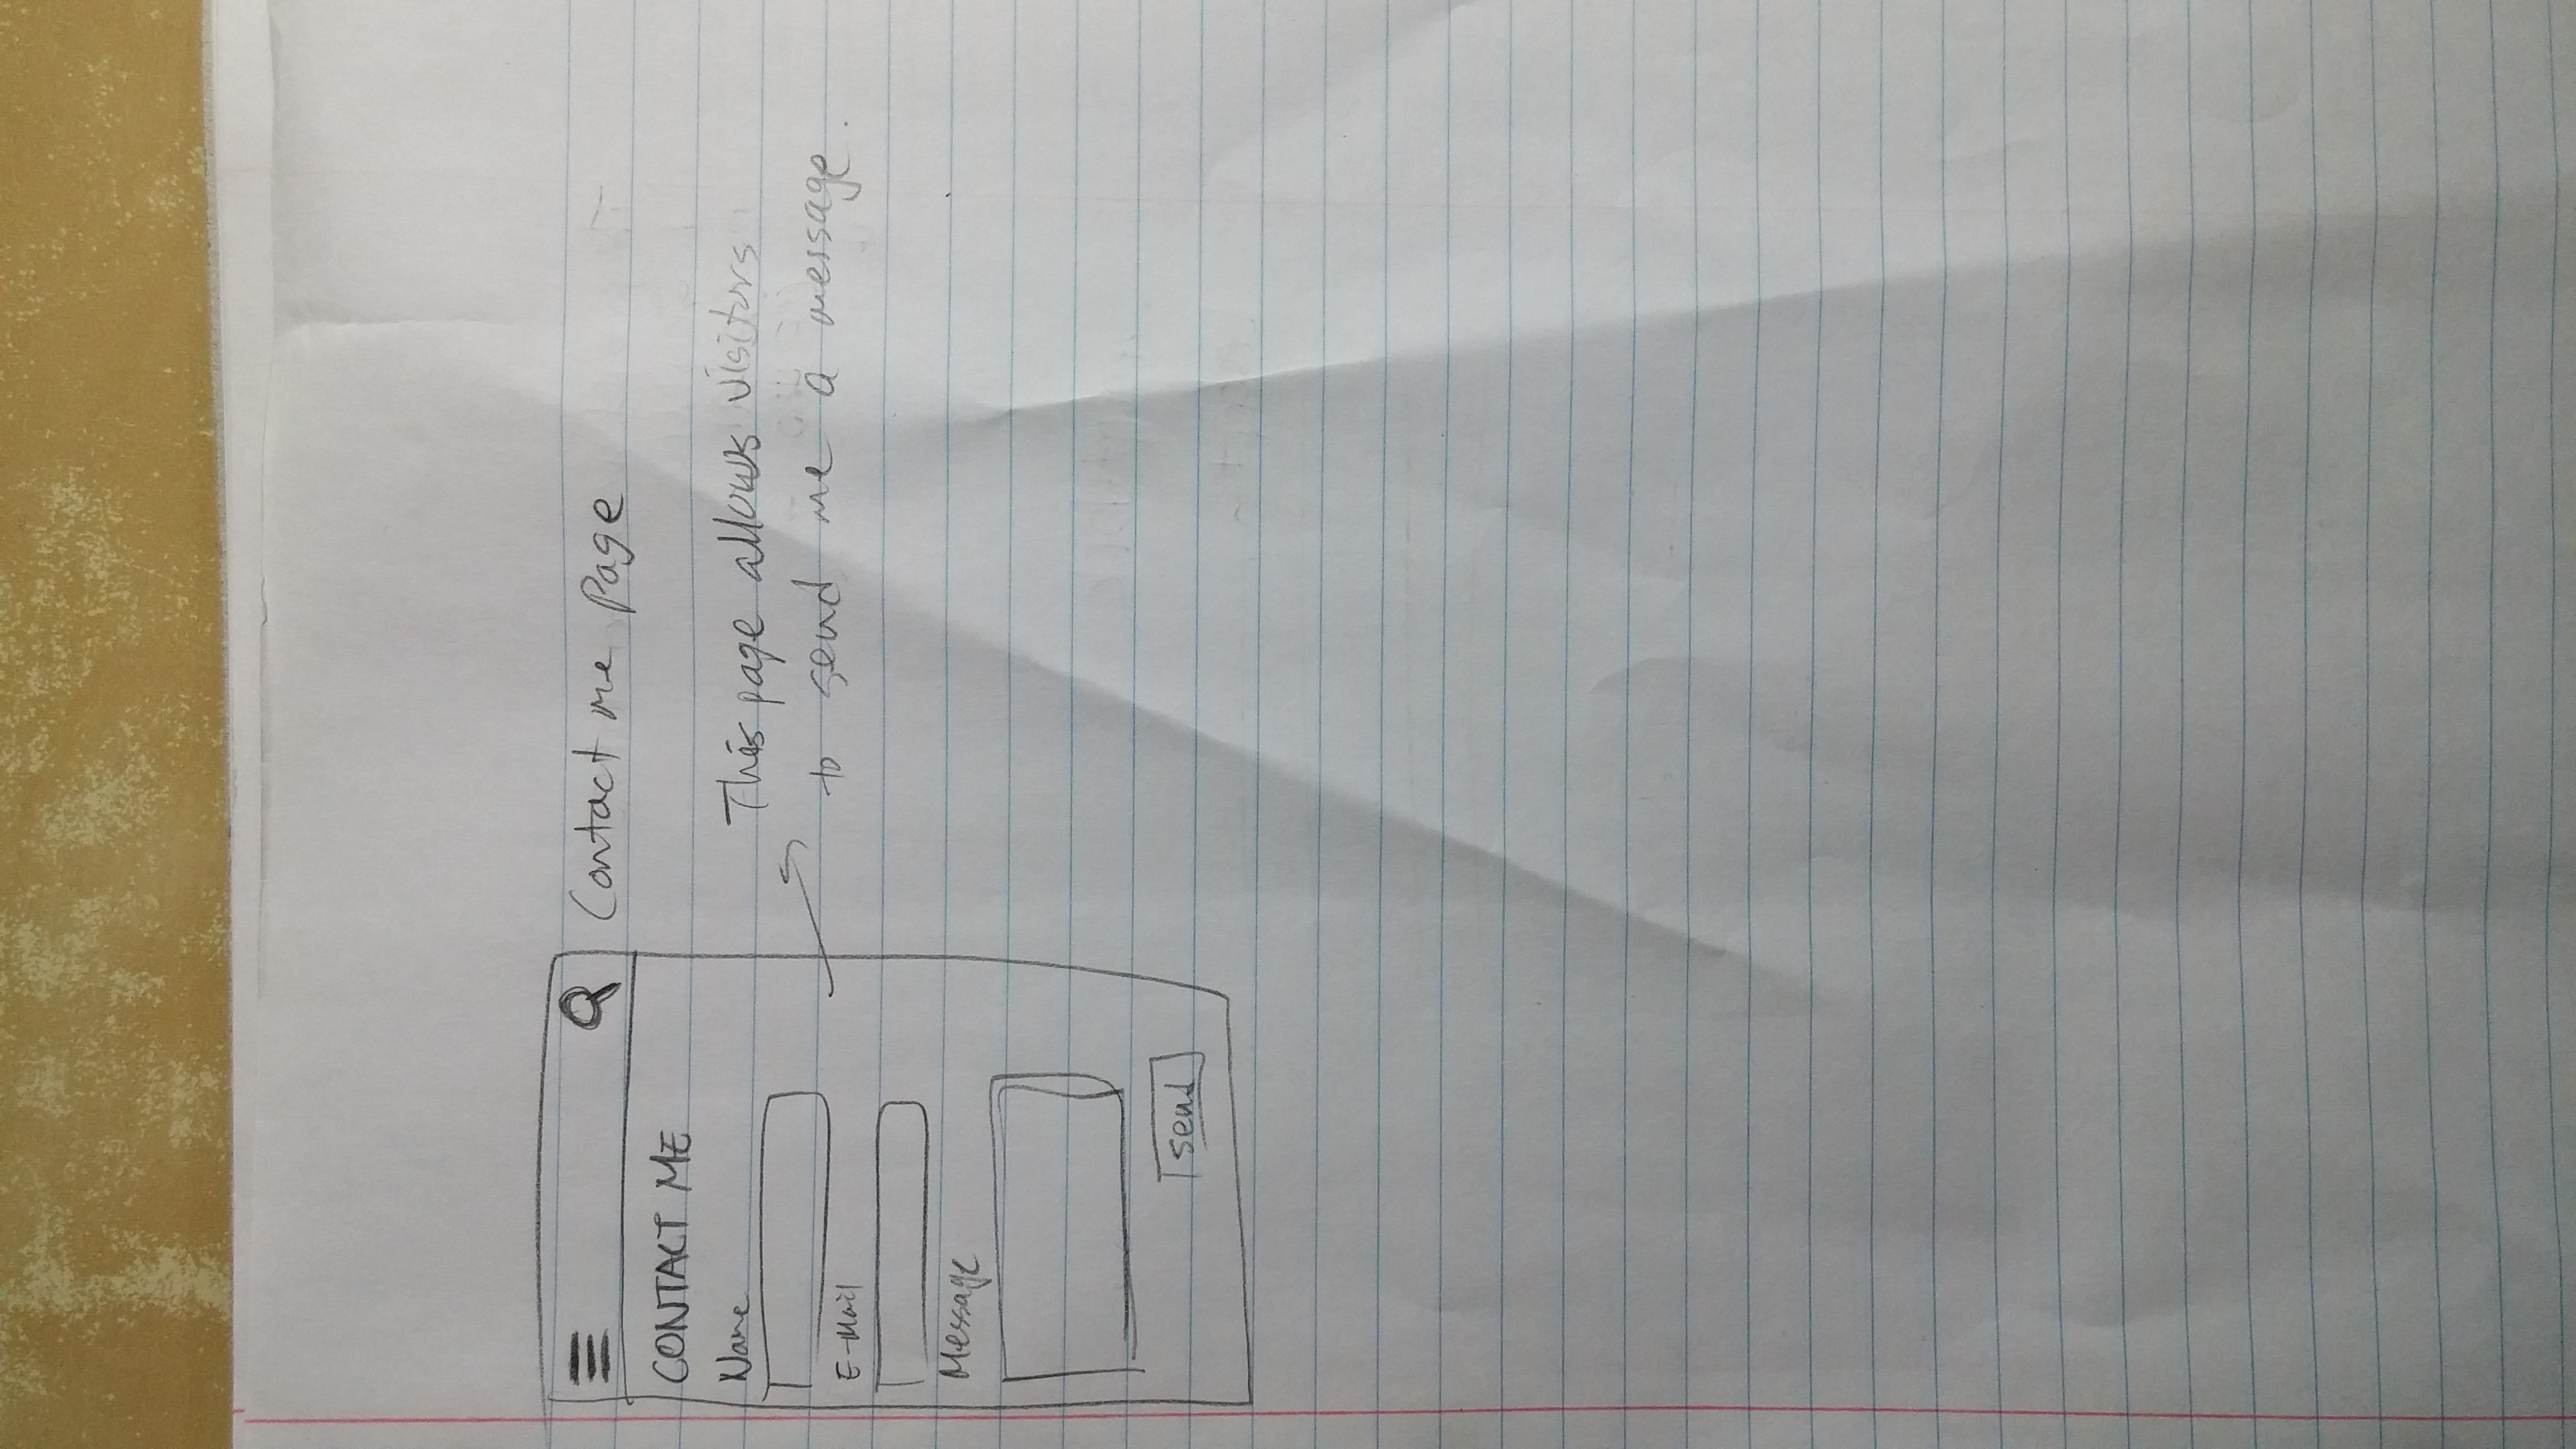 Contact me Page
CONTACT ME
Name
E-Mail
Message
send
This page allows visitors
to send me a message.